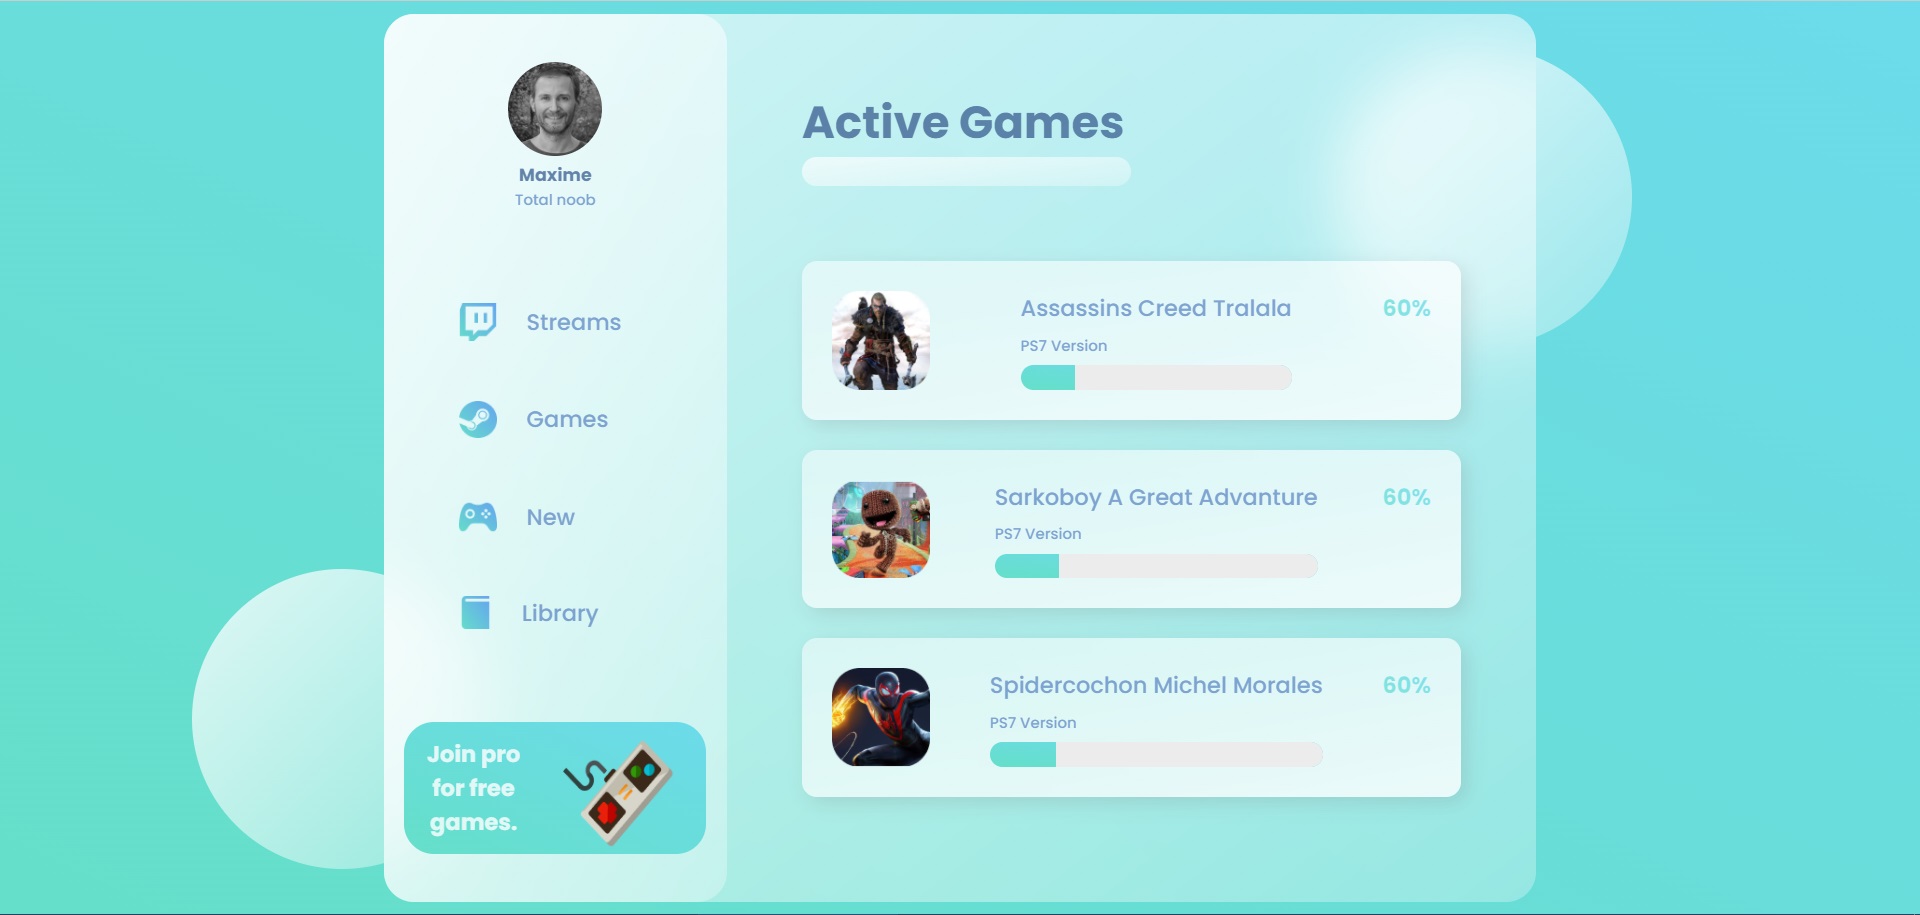 Maxime
Total noob
Streams
Games
New
Library
Join pro
for free
games.
Active Games
Assassins Creed Tralala
60%
PS7 Version
Sarkoboy A Great Advanture
60%
PS7 Version
Spidercochon Michel Morales
60%
PS7 Version